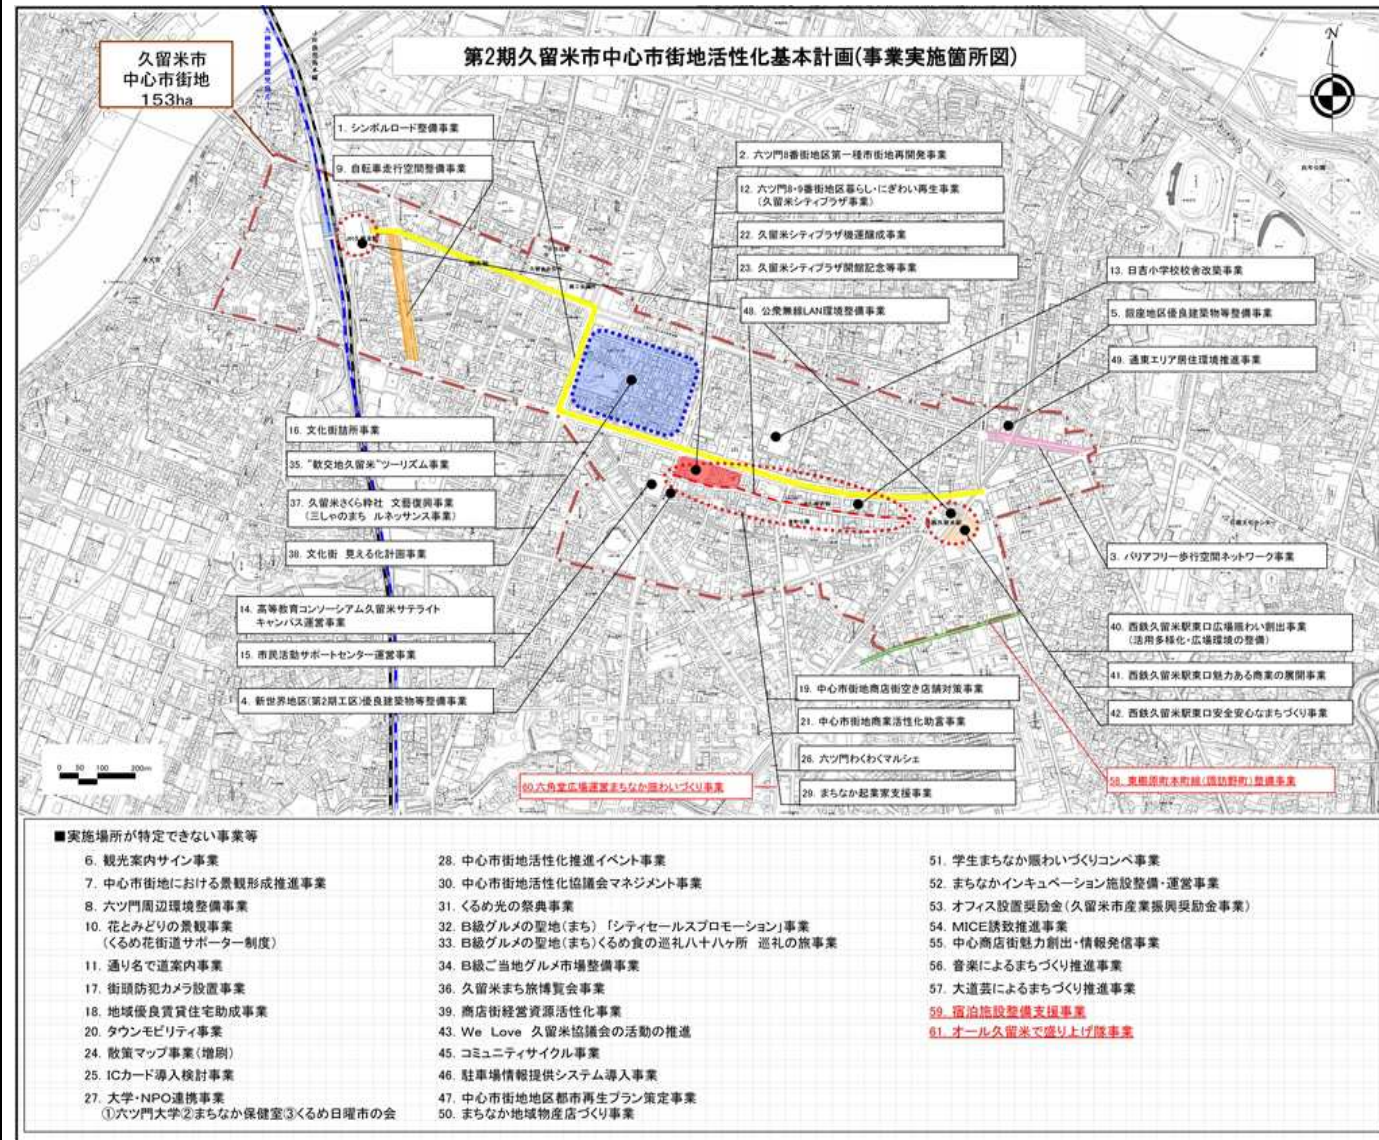 第2期久留米市中心市街地活性化基本計画(事業実施箇所図)
久留米市
中心市街地
153ha
N
1. シンボルロード整備事業
9. 自転車走行空間整備事業
2. 六ツ門8番街地区第一種市街地再開発事業
12. 六ツ門8・9番街地区暮らし・にぎわい再生事業
(久留米シティプラザ事業)
22. 久留米シティプラザ機運醸成事業
23. 久留米シティプラザ開館記念等事業
48. 公衆無線LAN環境整備事業
13. 日吉小学校校舎改築事業
5. 銀座地区優良建築物等整備事業
49. 通東エリア居住環境推進事業
16. 文化街詰所事業
35. "軟交地久留米"ツーリズム事業
37. 久留米さくら粋社 文藝復興事業
(三しゃのまち ルネッサンス事業)
38. 文化街 見える化計画事業
14. 高等教育コンソーシアム久留米サテライト
キャンパス運営事業
15. 市民活動サポートセンター運営事業
4. 新世界地区(第2期工区)優良建築物等整備事業
3. バリアフリー歩行空間ネットワーク事業
40. 西鉄久留米駅東口広場賑わい創出事業
(活用多様化・広場環境の整備)
41. 西鉄久留米駅東口魅力ある商業の展開事業
42. 西鉄久留米駅東口安全安心なまちづくり事業
19. 中心市街地商店街空き店舗対策事業
21. 中心市街地商業活性化助言事業
26. 六ツ門わくわくマルシェ
29. まちなか起業家支援事業
58. 東櫛原町本町線(諏訪野町)整備事業
60.六角堂広場運営まちなか賑わいづくり事業
0 50 100 200m
■実施場所が特定できない事業等
6. 観光案内サイン事業
7. 中心市街地における景観形成推進事業
8. 六ツ門周辺環境整備事業
10. 花とみどりの景観事業
(くるめ花街道サポーター制度)
11. 通り名で道案内事業
17. 街頭防犯カメラ設置事業
18. 地域優良賃貸住宅助成事業
20. タウンモビリティ事業
24. 散策マップ事業(増刷)
25. ICカード導入検討事業
27. 大学・NPO連携事業
①六ツ門大学②まちなか保健室③くるめ日曜市の会
28. 中心市街地活性化推進イベント事業
30. 中心市街地活性化協議会マネジメント事業
31. くるめ光の祭典事業
32 B級グルメの聖地(まち)「シティセールスプロモーション」事業
33 B級グルメの聖地(まち)くるめ食の巡礼八十八ヶ所 巡礼の旅事業
34. B級ご当地グルメ市場整備事業
36. 久留米まち旅博覧会事業
39. 商店街経営資源活性化事業
43. We Love 久留米協議会の活動の推進
45. コミュニティサイクル事業
46. 駐車場情報提供システム導入事業
47. 中心市街地地区都市再生プラン策定事業
50. まちなか地域物産店づくり事業
51. 学生まちなか賑わいづくりコンペ事業
52. まちなかインキュベーション施設整備・運営事業
53. オフィス設置奨励金(久留米市産業振興奨励金事業)
54. MICE誘致推進事業
55. 中心商店街魅力創出・情報発信事業
56. 音楽によるまちづくり推進事業
57. 大道芸によるまちづくり推進事業
59. 宿泊施設整備支援事業
61. オール久留米で盛り上げ隊事業